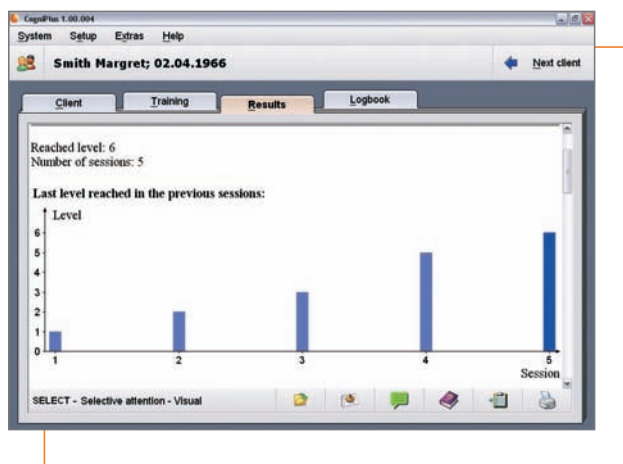 CogniPlus 1.00.004
System Setup Extras Help
Smith Margret; 02.04.1966
Next client
Client Training Results Logbook
Reached level: 6
Number of sessions: 5
Last level reached in the previous sessions:
Level
6
5
4
3
2
1
0
1 2 3 4 5
Session
SELECT - Selective attention - Visual